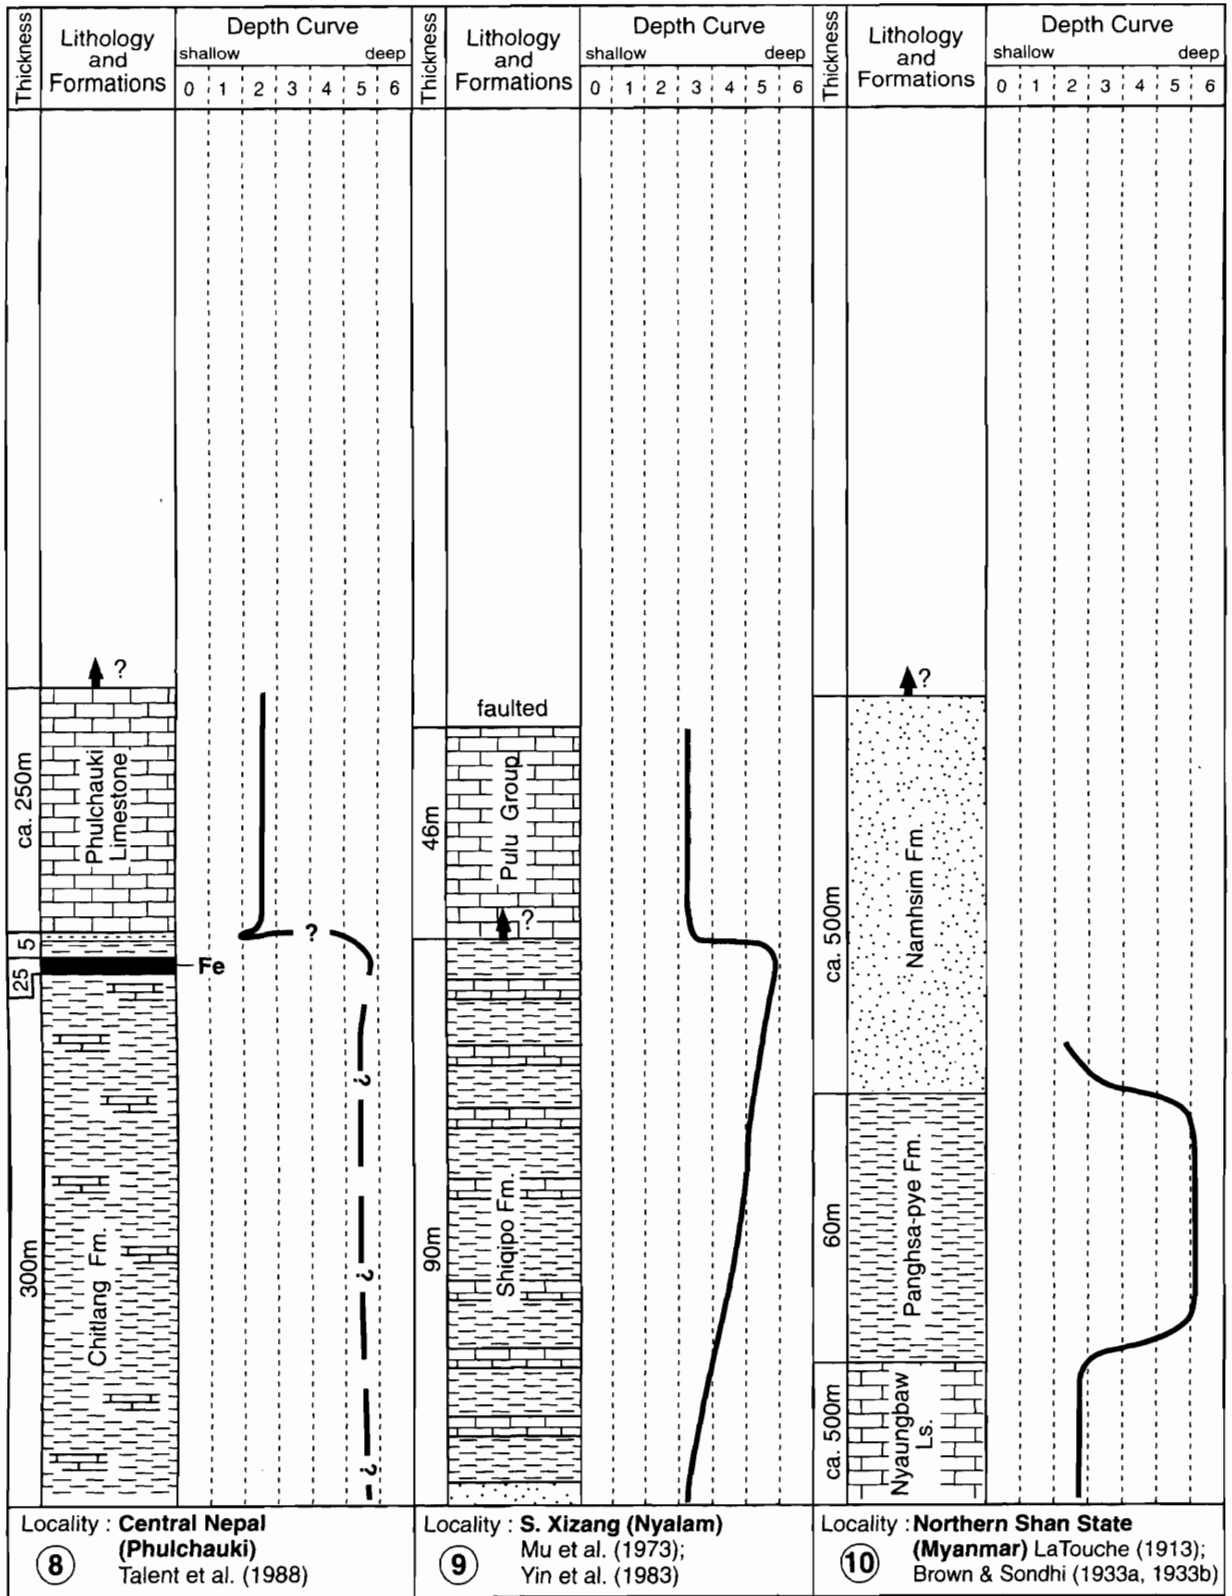 Thickness
Lithology
and
Formations
Depth Curve
shallow deep
0 1 2 3 4 5 6
?
ca. 250m
Phulchauki
Limestone
?
5
Fe
25
?
300m
Chitlang Fm.
?
?
Locality : Central Nepal
(Phulchauki)
8
Talent et al. (1988)
Thickness
Lithology
and
Formations
Depth Curve
shallow deep
0 1 2 3 4 5 6
faulted
46m
Pulu Group
?
90m
Shiqipo Fm.
Locality : S. Xizang (Nyalam)
9
Mu et al. (1973);
Yin et al. (1983)
Thickness
Lithology
and
Formations
Depth Curve
shallow deep
0 1 2 3 4 5 6
?
ca. 500m
Namhsim Fm.
60m
Panghsa-pye Fm.
ca. 500m
Nyaungbaw
Ls.
Locality : Northern Shan State
10
(Myanmar) LaTouche (1913);
Brown & Sondhi (1933a, 1933b)